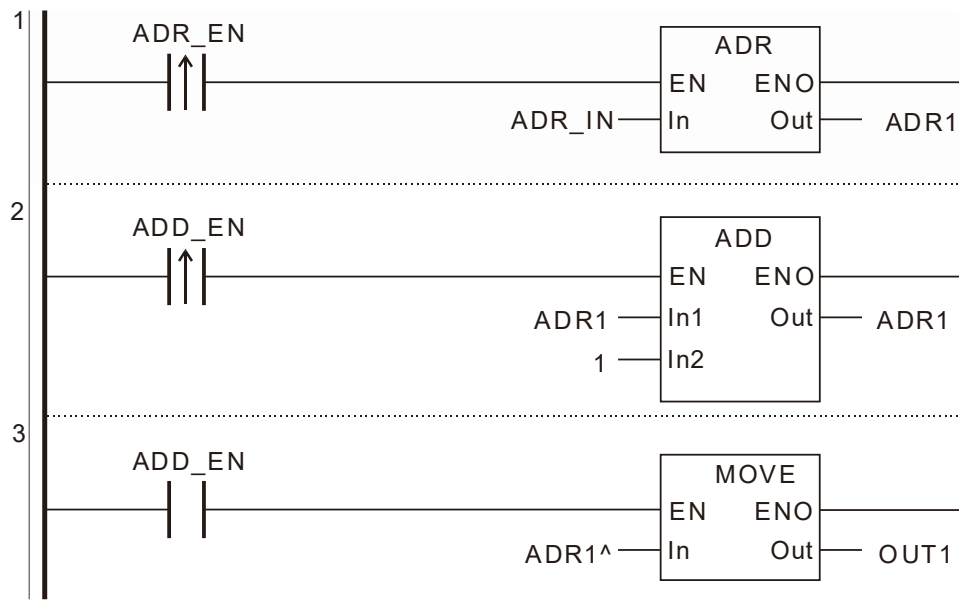 1
ADR_EN
ADR
EN ENO
ADR_IN In Out ADR1
2
ADD_EN
ADD
EN ENO
ADR1 In1 Out ADR1
1 In2
3
ADD_EN
MOVE
EN ENO
ADR1^ In Out OUT1